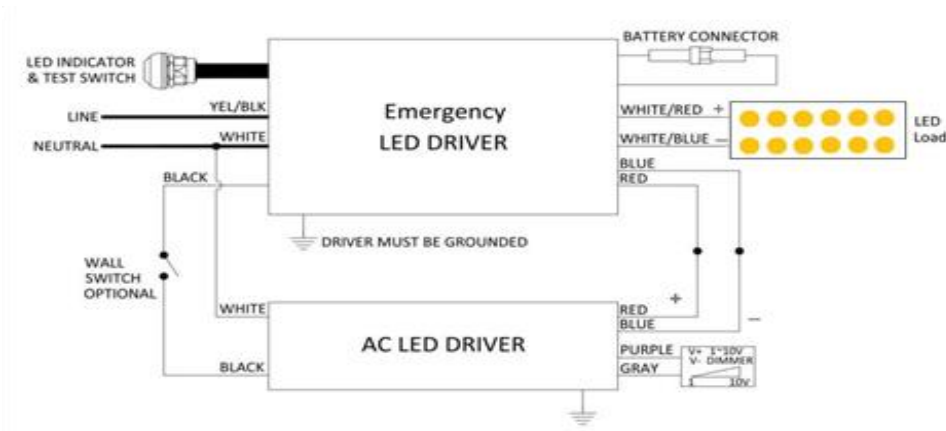 LED INDICATOR
& TEST SWITCH
BATTERY CONNECTOR
LINE
YEL/BLK
NEUTRAL
WHITE
BLACK
Emergency
LED DRIVER
WHITE/RED +
WHITE/BLUE −
BLUE
RED
LED
Load
DRIVER MUST BE GROUNDED
WALL
SWITCH
OPTIONAL
WHITE
BLACK
AC LED DRIVER
RED +
BLUE −
PURPLE
GRAY
V+ 1~10V
V- DIMMER
1 10V